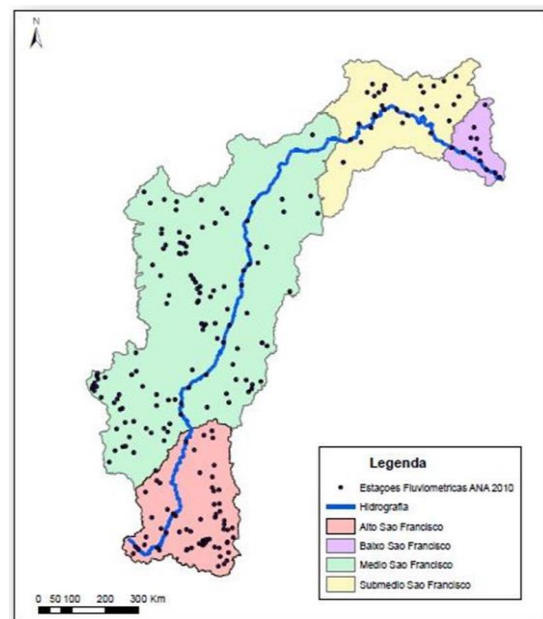 N
Legenda
Estaçoes Fluviometricas ANA 2010
Hidrografia
Alto Sao Francisco
Baixo Sao Francisco
Medio Sao Francisco
Submedio Sao Francisco
0 50 100 200 300 Km